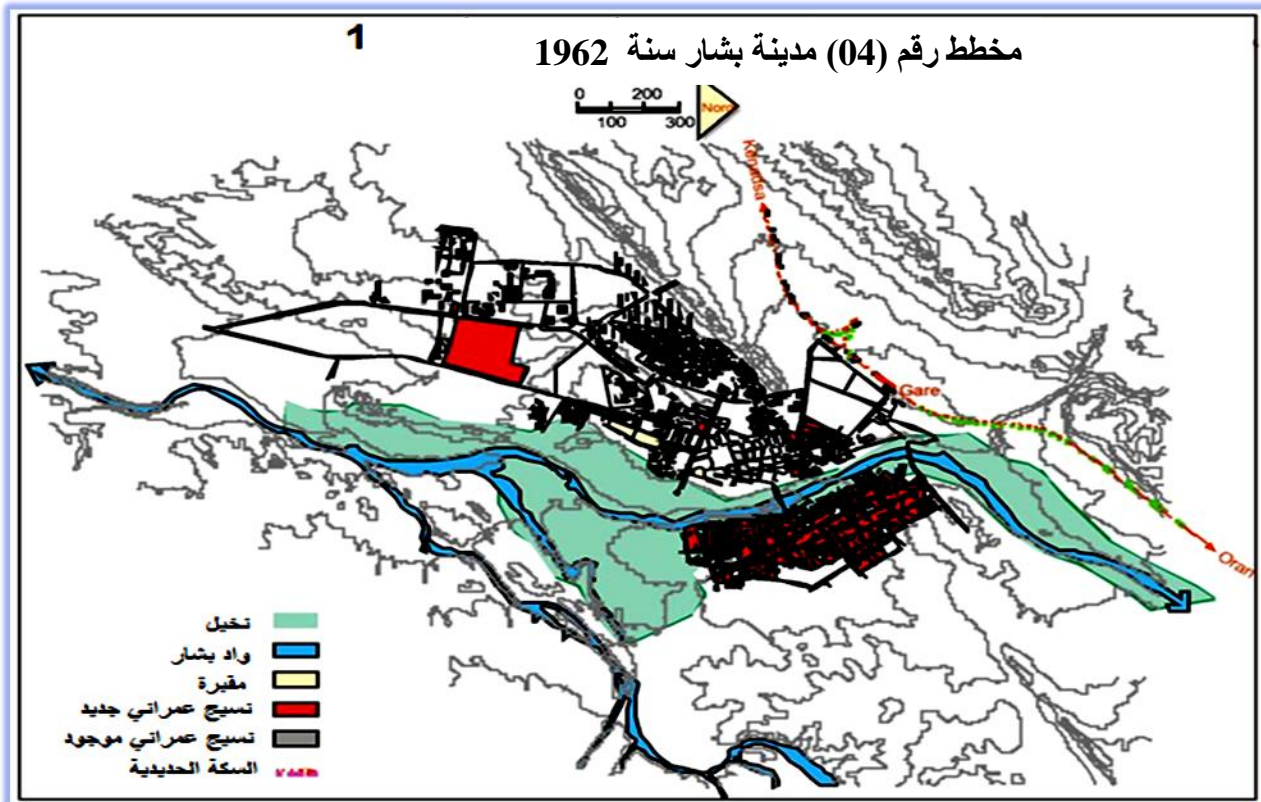 1
مخطط رقم (04) مدينة بشار سنة 1962
0 200
100 300
Nord
Kenadsa
Gare
Oran
نخيل
واد بشار
مقبرة
نسيج عمراني جديد
نسيج عمراني موجود
السكة الحديدية